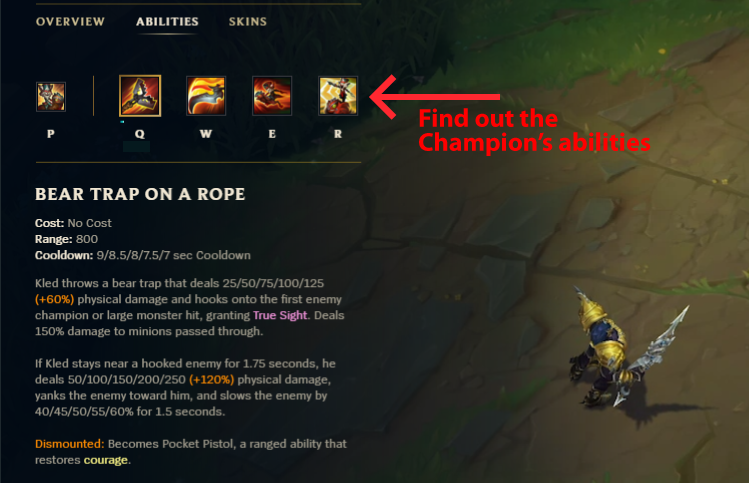 OVERVIEW ABILITIES SKINS
P Q W E R
Find out the
Champion's abilities
BEAR TRAP ON A ROPE
Cost: No Cost
Range: 800
Cooldown: 9/8.5/8/7.5/7 sec Cooldown
Kled throws a bear trap that deals 25/50/75/100/125
(+60%) physical damage and hooks onto the first enemy
champion or large monster hit, granting True Sight. Deals
150% damage to minions passed through.
If Kled stays near a hooked enemy for 1.75 seconds, he
deals 50/100/150/200/250 (+120%) physical damage,
yanks the enemy toward him, and slows the enemy by
40/45/50/55/60% for 1.5 seconds.
Dismounted: Becomes Pocket Pistol, a ranged ability that
restores courage.